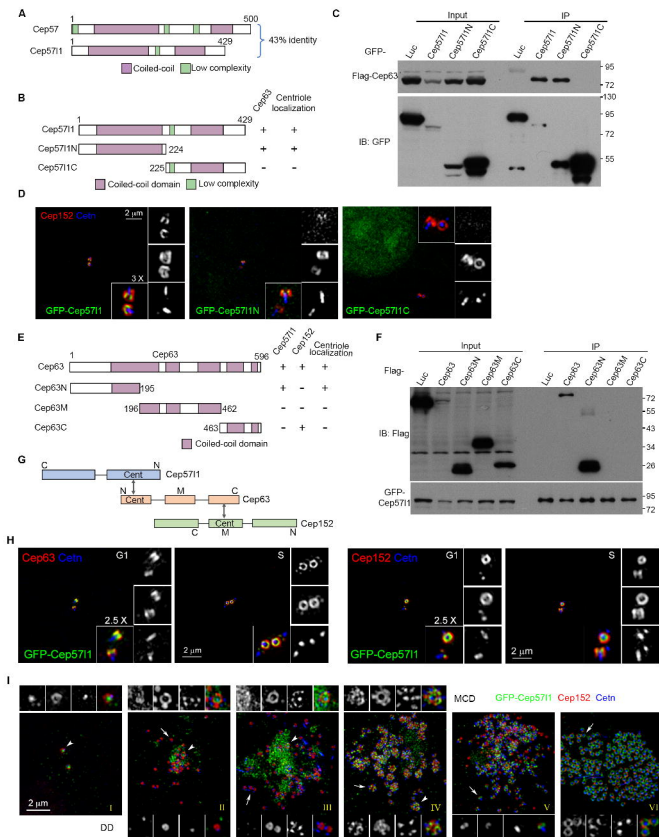 A
1
500
Cep57
Cep57l1
1
429
43% identity
Coiled-coil
Low complexity
B
Cep63
Centriole
localization
1
429
Cep57l1
+
+
Cep57l1N
224
+
+
Cep57l1C
225
-
-
Coiled-coil domain
Low complexity
C
Input
IP
GFP-
Luc
Cep57l1
Cep57l1N
Cep57l1C
Luc
Cep57l1
Cep57l1N
Cep57l1C
Flag-Cep63
95
72
130
95
72
55
IB: GFP
D
Cep152 Cetn
2 μm
3 X
GFP-Cep57l1
GFP-Cep57l1N
GFP-Cep57l1C
E
Cep57l1
Cep152
Centriole
localization
1
Cep63
596
Cep63
+
+
+
Cep63N
195
+
-
+
Cep63M
196
462
-
-
-
Cep63C
463
-
+
-
Coiled-coil domain
F
Input
IP
Flag-
Luc
Cep63
Cep63N
Cep63M
Cep63C
Luc
Cep63
Cep63N
Cep63M
Cep63C
72
55
34
26
95
IB: Flag
GFP-
Cep57l1
G
C
N
Cent
Cep57l1
N
M
C
Cent
Cep63
Cent
Cep152
C
M
N
H
Cep63 Cetn
G1
S
2.5 X
GFP-Cep57l1
2 μm
Cep152 Cetn
G1
S
2.5 X
GFP-Cep57l1
2 μm
I
MCD
GFP-Cep57l1 Cep152 Cetn
2 μm
I
II
III
IV
V
VI
DD